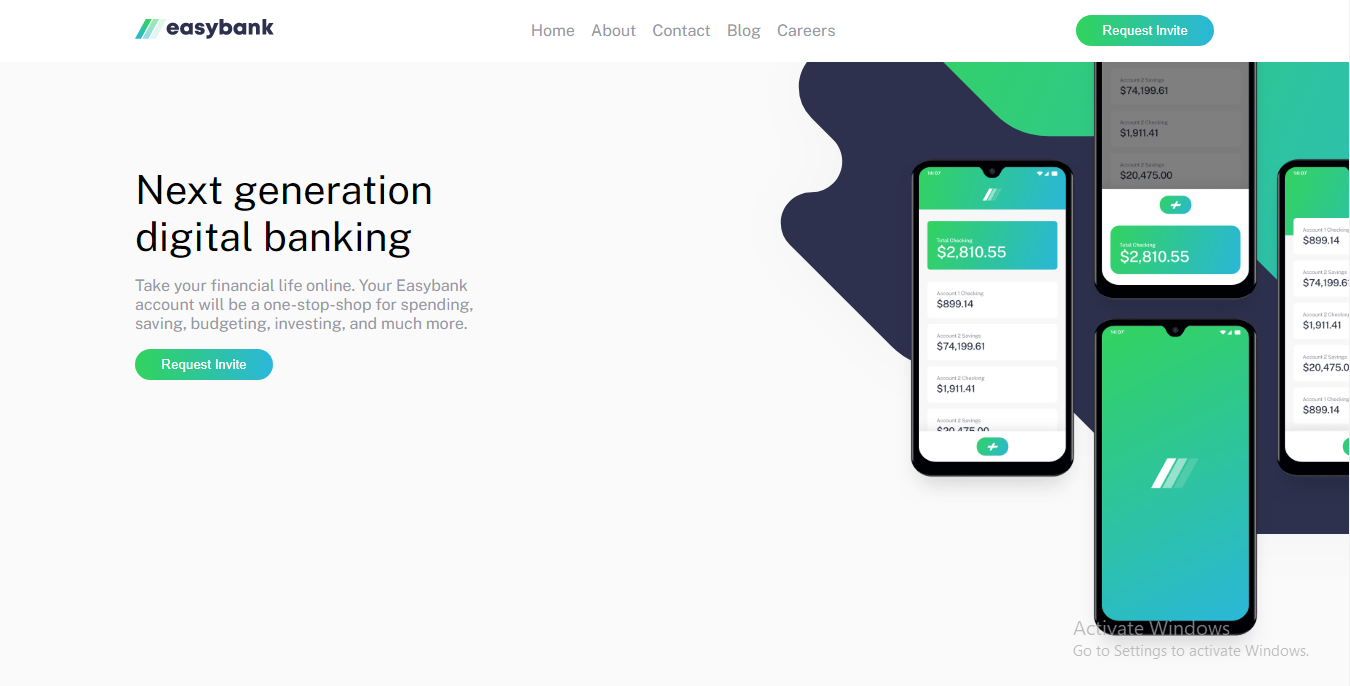 easybank
Home About Contact Blog Careers
Request Invite
Next generation
digital banking
Take your financial life online. Your Easybank
account will be a one-stop-shop for spending,
saving, budgeting, investing, and much more.
Request Invite
14:07
Total Checking
$2,810.55
Account 1 Checking
$899.14
Account 2 Savings
$74,199.61
Account 2 Checking
$1,911.41
Account 2 Savings
$20,475.00
Account 2 Savings
$74,199.61
Account 2 Checking
$1,911.41
Account 2 Savings
$20,475.00
Total Checking
$2,810.55
14:07
14:07
Account 1 Checking
$899.14
Account 2 Savings
$74,199.6
Account 2 Checking
$1,911.41
Account 2 Savings
$20,475.0
Account 1 Checking
$899.14
Activate Windows
Go to Settings to activate Windows.